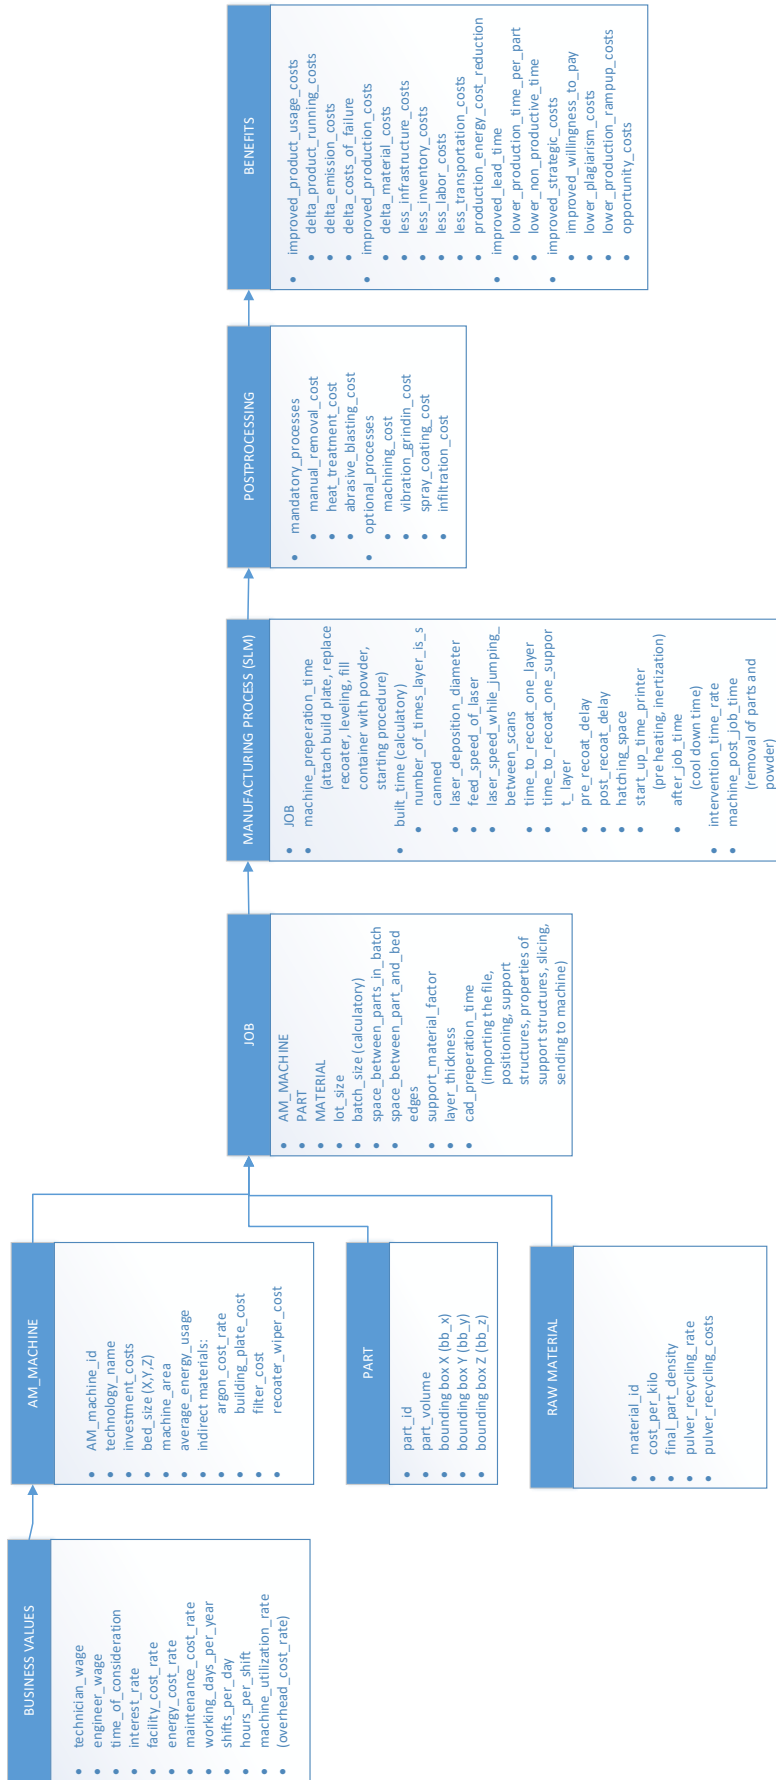 BUSINESS VALUES
technician_wage
engineer_wage
time_of_consideration
interest_rate
facility_cost_rate
energy_cost_rate
maintenance_cost_rate
working_days_per_year
shifts_per_day
hours_per_shift
machine_utilization_rate
(overhead_cost_rate)
AM_MACHINE
AM_machine_id
technology_name
investment_costs
bed_size (X,Y,Z)
machine_area
average_energy_usage
indirect materials:
argon_cost_rate
building_plate_cost
filter_cost
recoater_wiper_cost
PART
part_id
part_volume
bounding box X (bb_x)
bounding box Y (bb_y)
bounding box Z (bb_z)
RAW MATERIAL
material_id
cost_per_kilo
final_part_density
pulver_recycling_rate
pulver_recycling_costs
JOB
AM_MACHINE
PART
MATERIAL
lot_size
batch_size (calculatory)
space_between_parts_in_batch
space_between_part_and_bed
edges
support_material_factor
layer_thickness
cad_preperation_time
(importing the file,
positioning, support
structures, properties of
support structures, slicing,
sending to machine)
MANUFACTURING PROCESS (SLM)
JOB
machine_preperation_time
(attach build plate, replace
recoater, leveling, fill
container with powder,
starting procedure)
built_time (calculatory)
number_of_times_layer_is_s
canned
laser_deposition_diameter
feed_speed_of_laser
laser_speed_while_jumping_
between_scans
time_to_recoat_one_layer
time_to_recoat_one_suppor
t_layer
pre_recoat_delay
post_recoat_delay
hatching_space
start_up_time_printer
(pre heating, inertization)
after_job_time
(cool down time)
intervention_time_rate
machine_post_job_time
(removal of parts and
powder)
POSTPROCESSING
mandatory_processes
manual_removal_cost
heat_treatment_cost
abrasive_blasting_cost
optional_processes
machining_cost
vibration_grindin_cost
spray_coating_cost
infiltration_cost
BENEFITS
improved_product_usage_costs
delta_product_running_costs
delta_emission_costs
delta_costs_of_failure
improved_production_costs
delta_material_costs
less_infrastructure_costs
less_inventory_costs
less_labor_costs
less_transportation_costs
production_energy_cost_reduction
improved_lead_time
lower_production_time_per_part
lower_non_productive_time
improved_strategic_costs
improved_willingness_to_pay
lower_plagiarism_costs
lower_production_rampup_costs
opportunity_costs